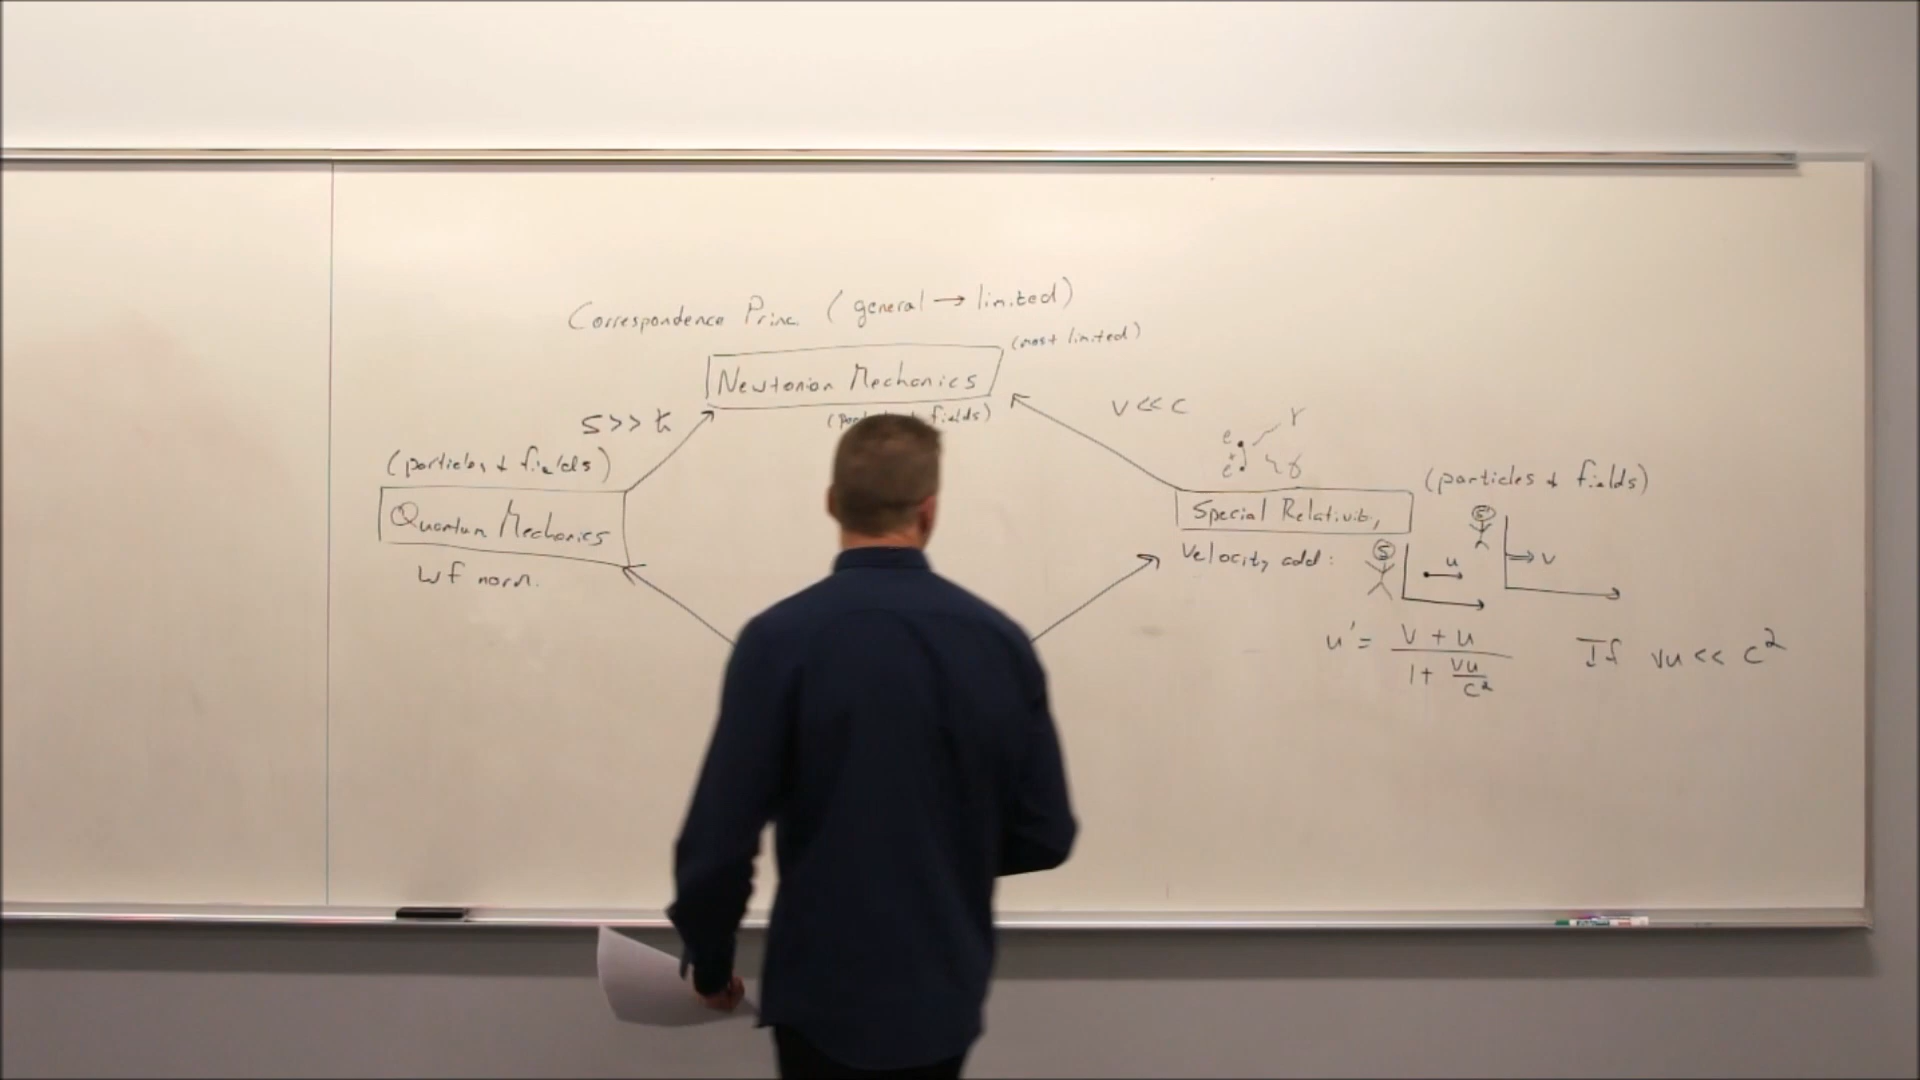 Correspondence Princ. ( general → limited )
(most limited)
Newtonian Mechanics
fields)
S >> ħ
v << c
e γ
e⁺ γ
(particles + fields)
Quantum Mechanics
Wf norm.
(particles + fields)
Special Relativity
Velocity add:
S
u
S'
v
u' = (v + u) / (1 + vu/c²)
If vu << c²